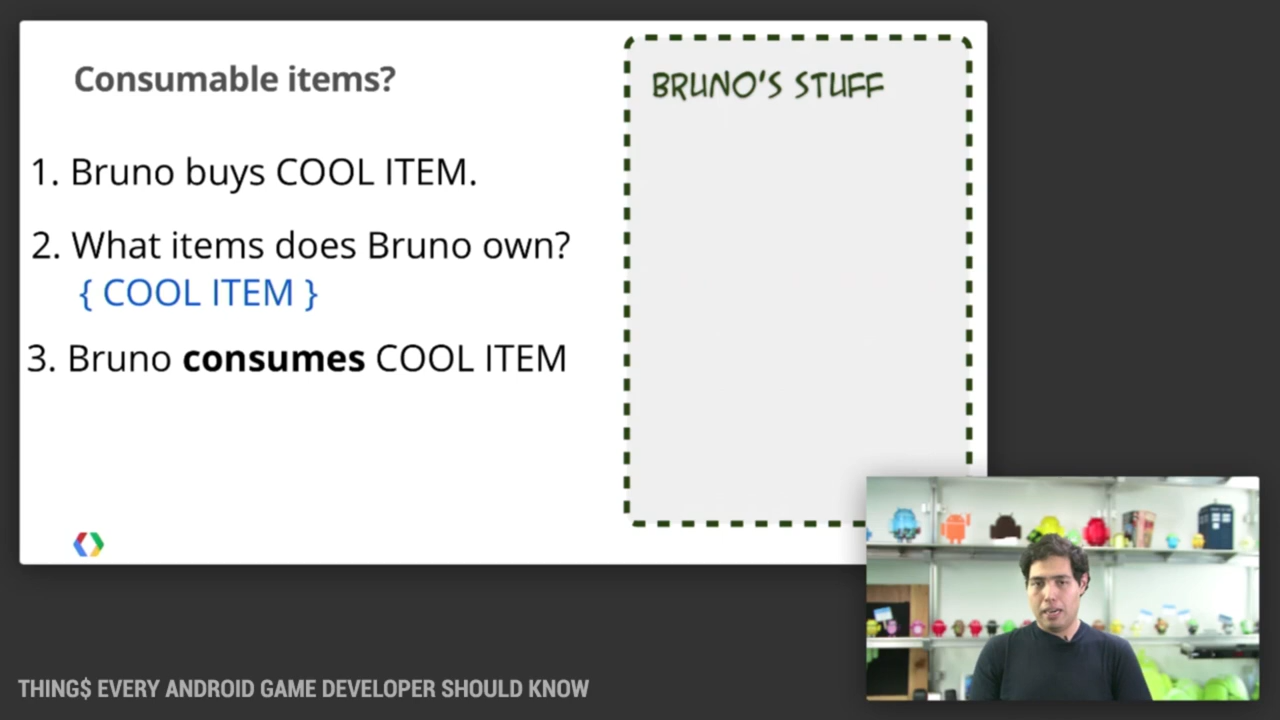 Consumable items?
BRUNO'S STUFF
1. Bruno buys COOL ITEM.
2. What items does Bruno own?
{ COOL ITEM }
3. Bruno consumes COOL ITEM
THING$ EVERY ANDROID GAME DEVELOPER SHOULD KNOW